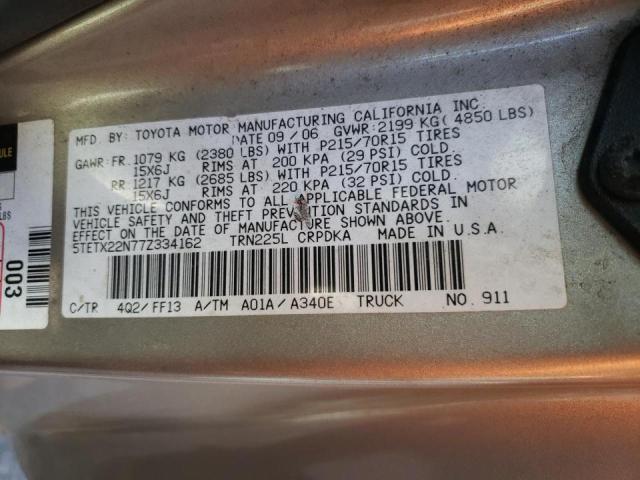 MFD. BY: TOYOTA MOTOR MANUFACTURING CALIFORNIA INC.
DATE 09/06 GVWR: 2199 KG( 4850 LBS)
GAWR: FR. 1079 KG (2380 LBS) WITH P215/70R15 TIRES
15X6J RIMS AT 200 KPA (29 PSI) COLD.
RR. 1217 KG (2685 LBS) WITH P215/70R15 TIRES
15X6J RIMS AT 220 KPA (32 PSI) COLD.
THIS VEHICLE CONFORMS TO ALL APPLICABLE FEDERAL MOTOR
VEHICLE SAFETY AND THEFT PREVENTION STANDARDS IN
EFFECT ON THE DATE OF MANUFACTURE SHOWN ABOVE.
5TETX22N77Z334162 TRN225L CRPDKA MADE IN U.S.A.
C/TR 4Q2/FF13 A/TM A01A/A340E TRUCK NO. 911
ULE
LBS
003